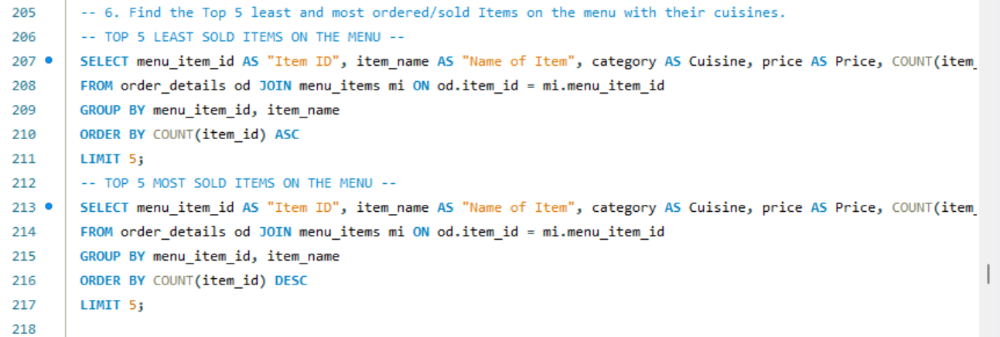 205 -- 6. Find the Top 5 least and most ordered/sold Items on the menu with their cuisines.
206 -- TOP 5 LEAST SOLD ITEMS ON THE MENU --
207 SELECT menu_item_id AS "Item ID", item_name AS "Name of Item", category AS Cuisine, price AS Price, COUNT(item_
208 FROM order_details od JOIN menu_items mi ON od.item_id = mi.menu_item_id
209 GROUP BY menu_item_id, item_name
210 ORDER BY COUNT(item_id) ASC
211 LIMIT 5;
212 -- TOP 5 MOST SOLD ITEMS ON THE MENU --
213 SELECT menu_item_id AS "Item ID", item_name AS "Name of Item", category AS Cuisine, price AS Price, COUNT(item_
214 FROM order_details od JOIN menu_items mi ON od.item_id = mi.menu_item_id
215 GROUP BY menu_item_id, item_name
216 ORDER BY COUNT(item_id) DESC
217 LIMIT 5;
218